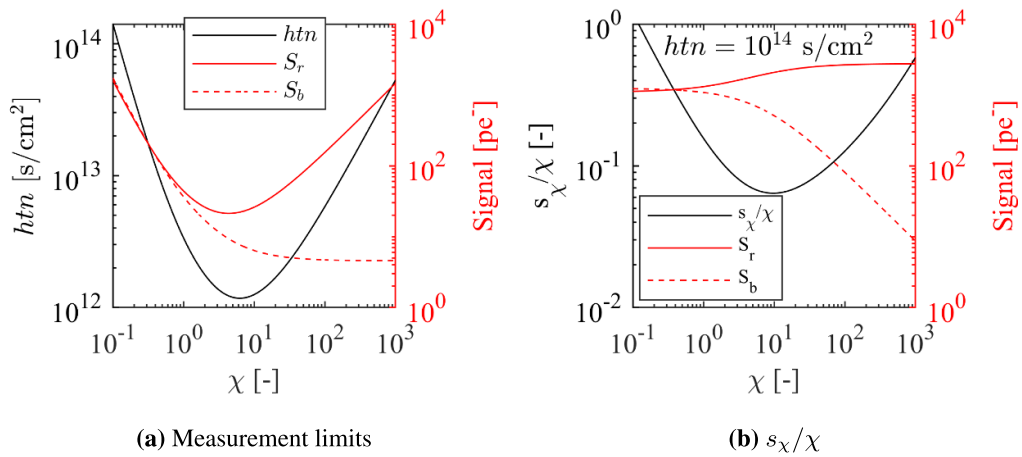 htn
S_r
S_b
10^14
10^13
10^12
htn [s/cm^2]
10^4
10^2
10^0
Signal [pe^-]
10^-1 10^0 10^1 10^2 10^3
χ [-]
(a) Measurement limits
htn = 10^14 s/cm^2
10^0
10^-1
10^-2
s_χ/χ [-]
s_χ/χ
S_r
S_b
10^4
10^2
10^0
Signal [pe^-]
10^-1 10^0 10^1 10^2 10^3
χ [-]
(b) s_χ/χ